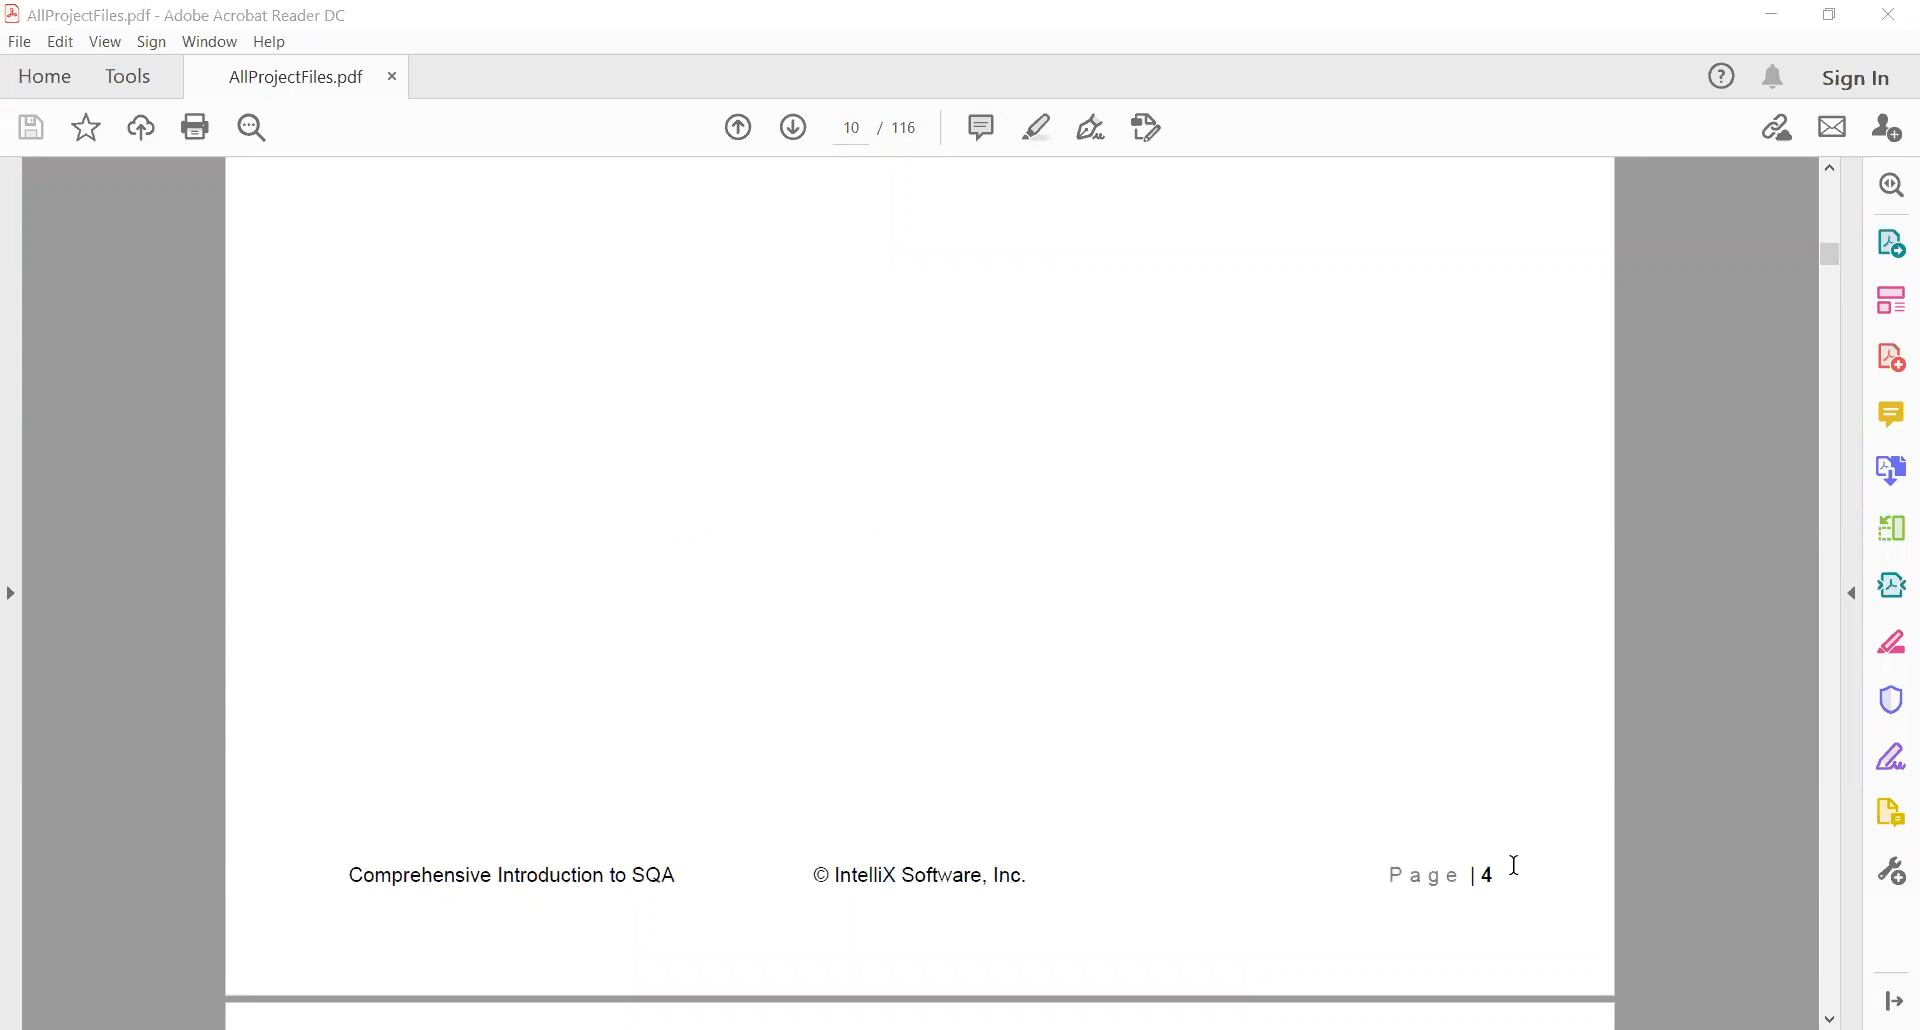 AllProjectFiles.pdf - Adobe Acrobat Reader DC
File Edit View Sign Window Help
Home Tools AllProjectFiles.pdf × Sign In
10 / 116
Comprehensive Introduction to SQA © IntelliX Software, Inc. Page | 4